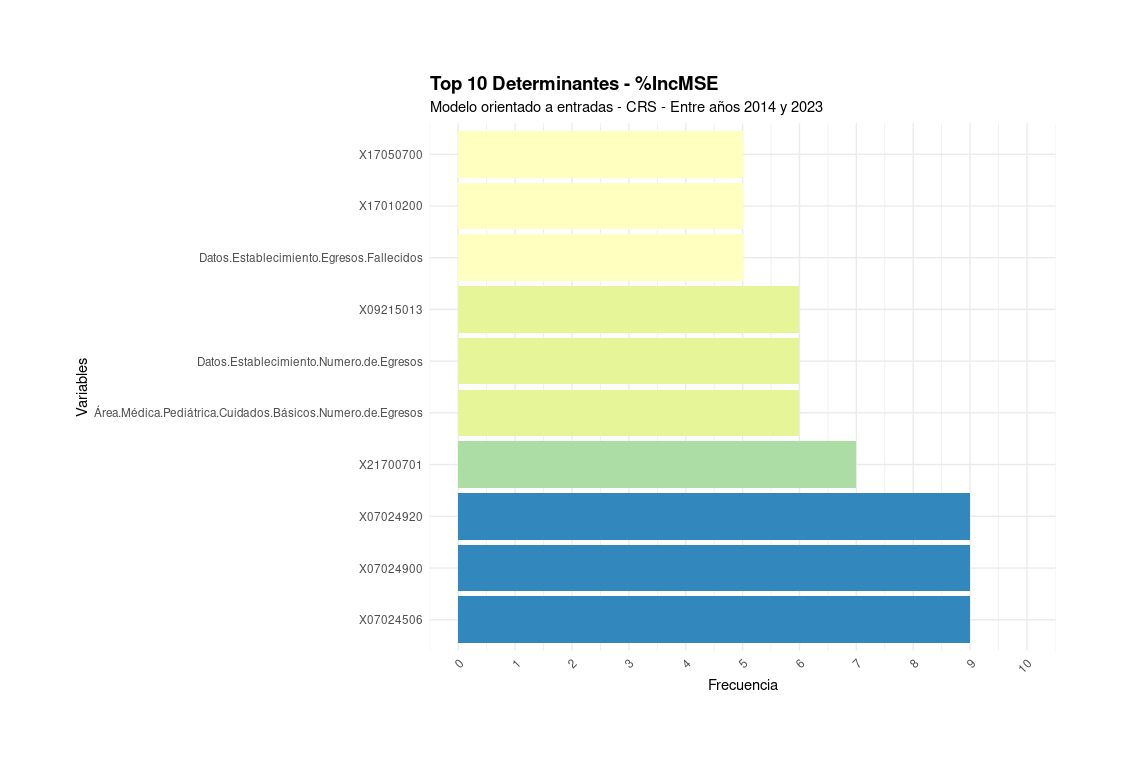 Top 10 Determinantes - %IncMSE
Modelo orientado a entradas - CRS - Entre años 2014 y 2023
X17050700
X17010200
Datos.Establecimiento.Egresos.Fallecidos
X09215013
Datos.Establecimiento.Numero.de.Egresos
Área.Médica.Pediátrica.Cuidados.Básicos.Numero.de.Egresos
X21700701
X07024920
X07024900
X07024506
Variables
0 1 2 3 4 5 6 7 8 9 10
Frecuencia